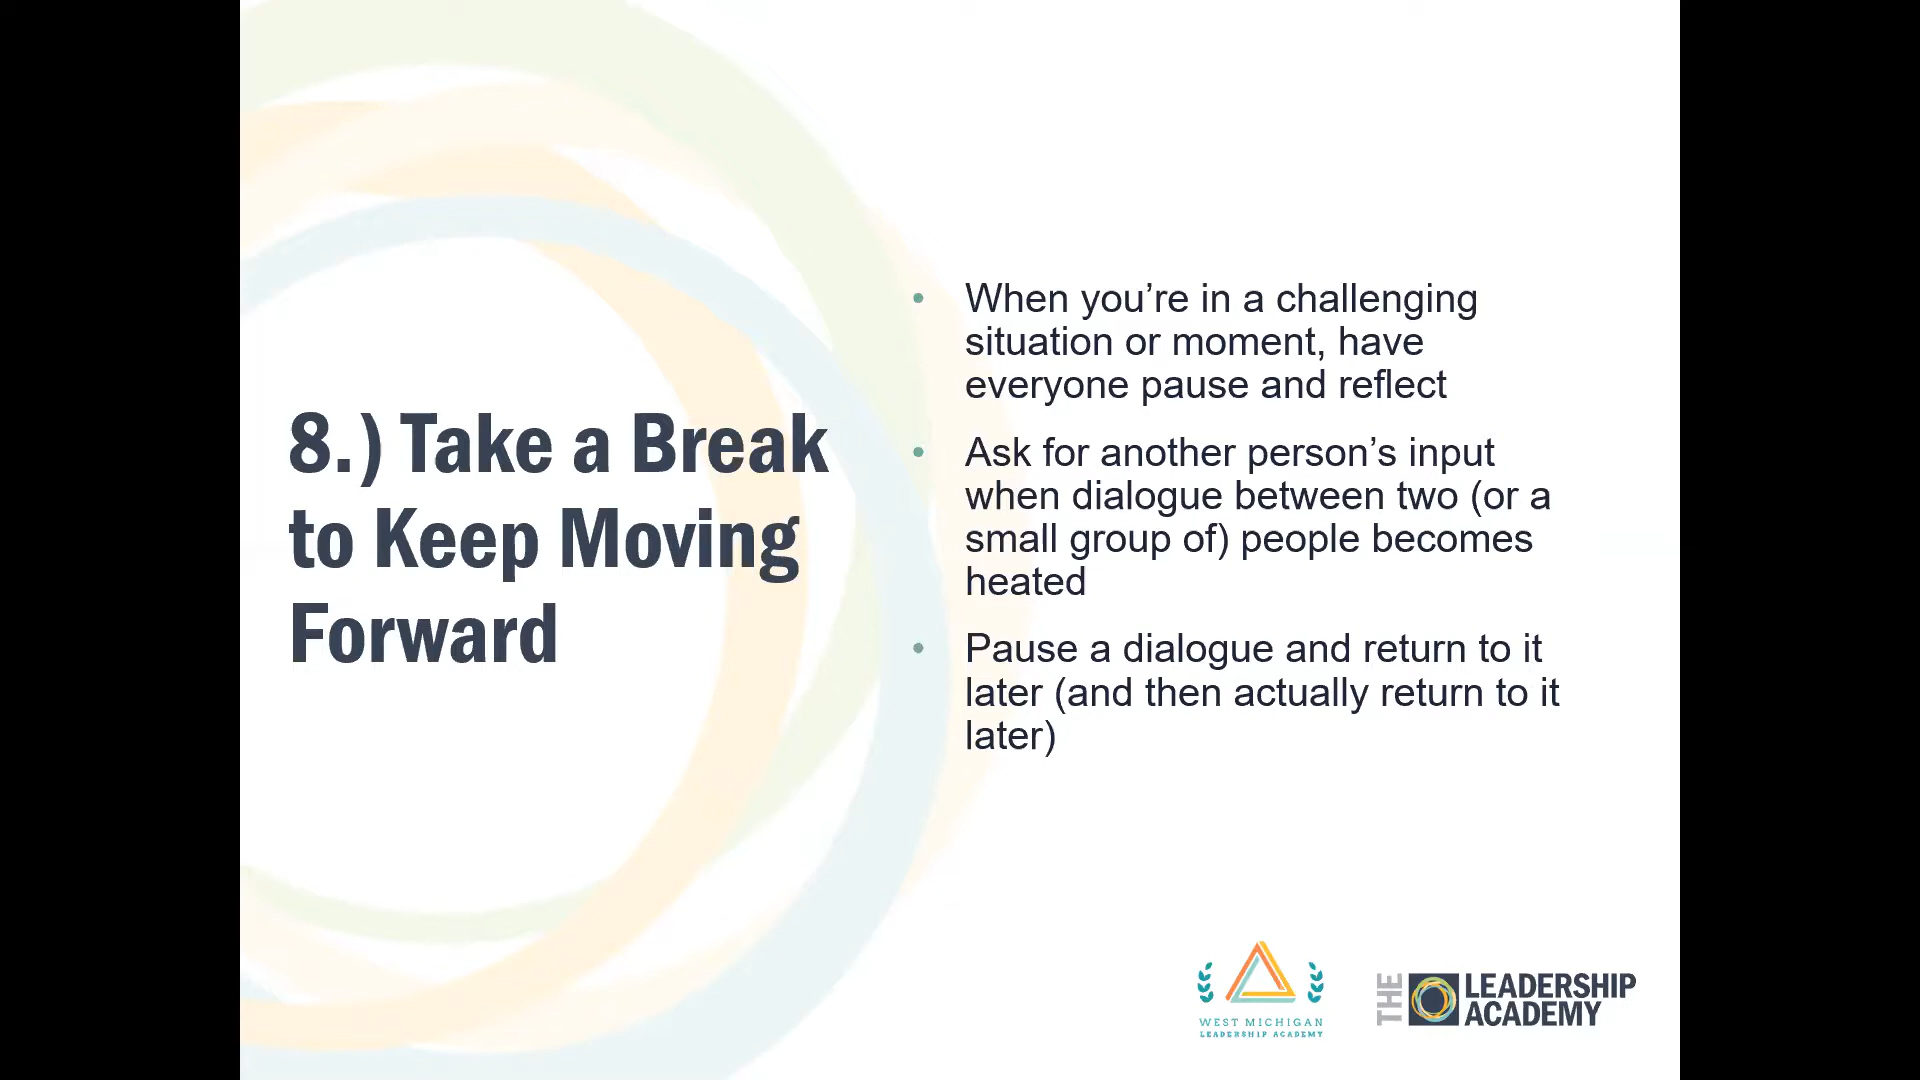 8.) Take a Break
to Keep Moving
Forward
• When you’re in a challenging
situation or moment, have
everyone pause and reflect
• Ask for another person’s input
when dialogue between two (or a
small group of) people becomes
heated
• Pause a dialogue and return to it
later (and then actually return to it
later)
WEST MICHIGAN
LEADERSHIP ACADEMY
THE LEADERSHIP
ACADEMY